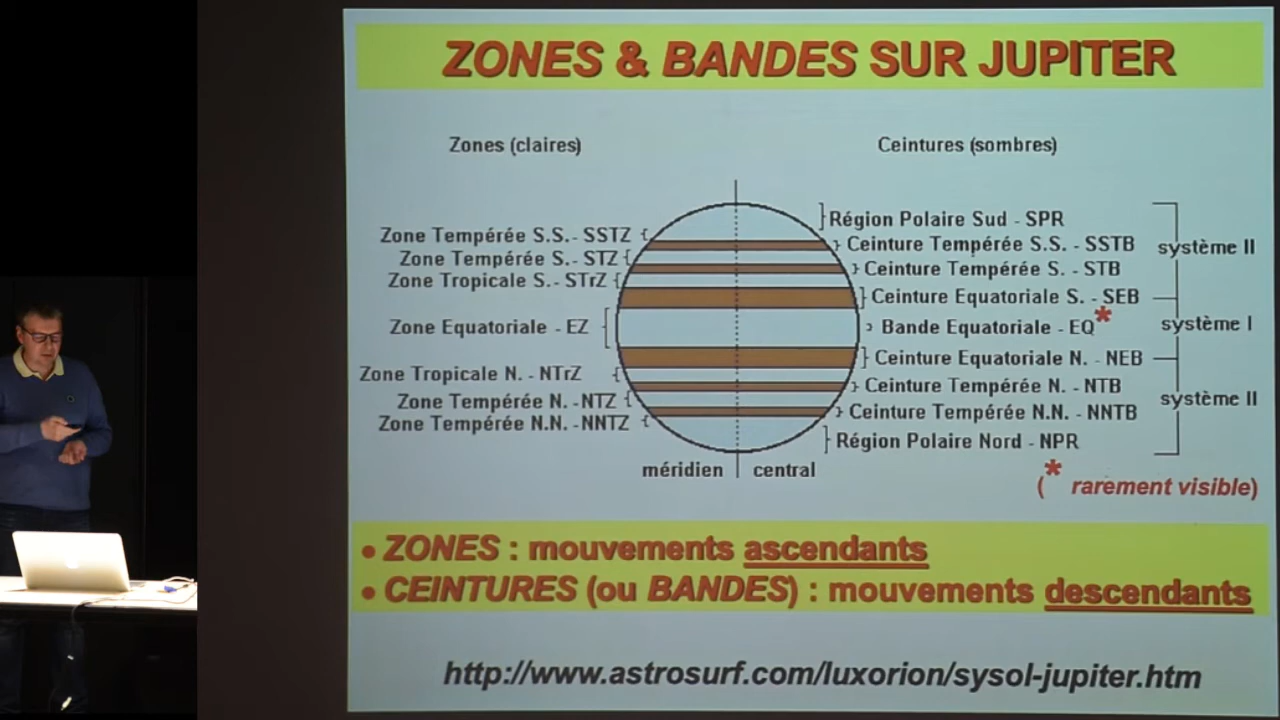 ZONES & BANDES SUR JUPITER
Zones (claires)
Ceintures (sombres)
Zone Tempérée S.S.- SSTZ
Zone Tempérée S. - STZ
Zone Tropicale S. - STrZ
Zone Equatoriale - EZ
Zone Tropicale N. - NTrZ
Zone Tempérée N. -NTZ
Zone Tempérée N.N. -NNTZ
Région Polaire Sud - SPR
Ceinture Tempérée S.S. - SSTB
Ceinture Tempérée S. - STB
Ceinture Equatoriale S. - SEB
Bande Equatoriale - EQ*
Ceinture Equatoriale N. - NEB
Ceinture Tempérée N. - NTB
Ceinture Tempérée N.N. - NNTB
Région Polaire Nord - NPR
système II
système I
système II
méridien central
(* rarement visible)
• ZONES : mouvements ascendants
• CEINTURES (ou BANDES) : mouvements descendants
http://www.astrosurf.com/luxorion/sysol-jupiter.htm